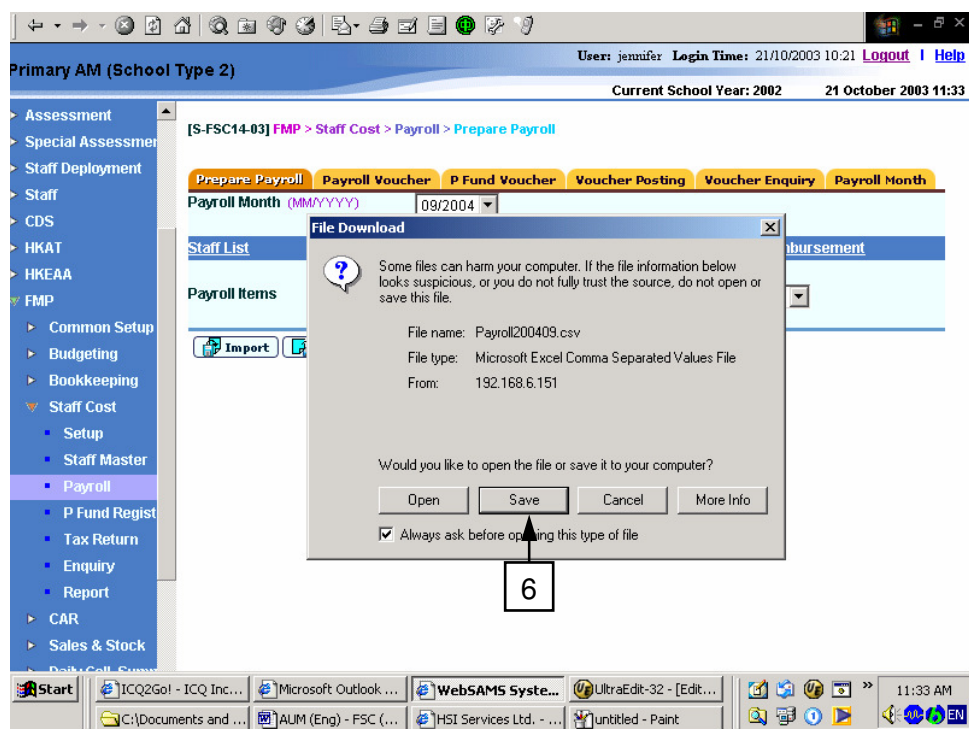 User: jennifer Login Time: 21/10/2003 10:21 Logout | Help
Primary AM (School Type 2)
Current School Year: 2002 21 October 2003 11:33
Assessment
Special Assessmen
Staff Deployment
Staff
CDS
HKAT
HKEAA
FMP
Common Setup
Budgeting
Bookkeeping
Staff Cost
Setup
Staff Master
Payroll
P Fund Regist
Tax Return
Enquiry
Report
CAR
Sales & Stock
[S-FSC14-03] FMP > Staff Cost > Payroll > Prepare Payroll
Prepare Payroll Payroll Voucher P Fund Voucher Voucher Posting Voucher Enquiry Payroll Month
Payroll Month (MM/YYYY) 09/2004
Staff List nbursement
Payroll Items
Import
File Download
Some files can harm your computer. If the file information below
looks suspicious, or you do not fully trust the source, do not open or
save this file.
File name: Payroll200409.csv
File type: Microsoft Excel Comma Separated Values File
From: 192.168.6.151
Would you like to open the file or save it to your computer?
Open Save Cancel More Info
Always ask before opening this type of file
6
Start ICQ2Go! - ICQ Inc... Microsoft Outlook ... WebSAMS Syste... UltraEdit-32 - [Edit... 11:33 AM
C:\Documents and ... AUM (Eng) - FSC (... HSI Services Ltd. - ... untitled - Paint EN